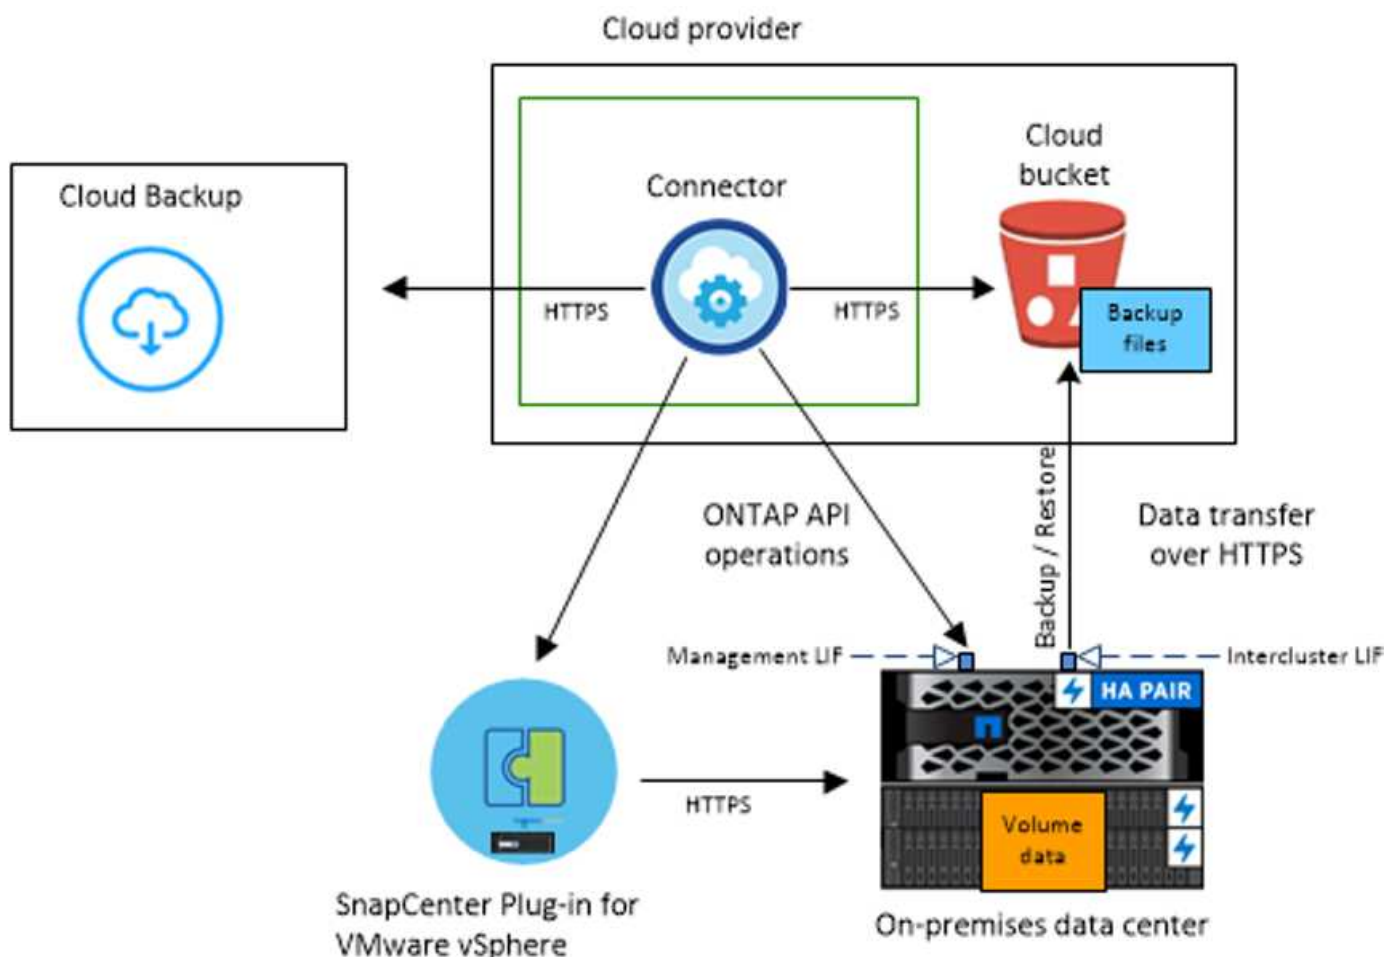 Cloud provider
Cloud
bucket
Cloud Backup
Connector
HTTPS
HTTPS
Backup
files
ONTAP API
operations
Backup / Restore
Data transfer
over HTTPS
Management LIF
Intercluster LIF
HA PAIR
HTTPS
Volume
data
SnapCenter Plug-in for
VMware vSphere
On-premises data center